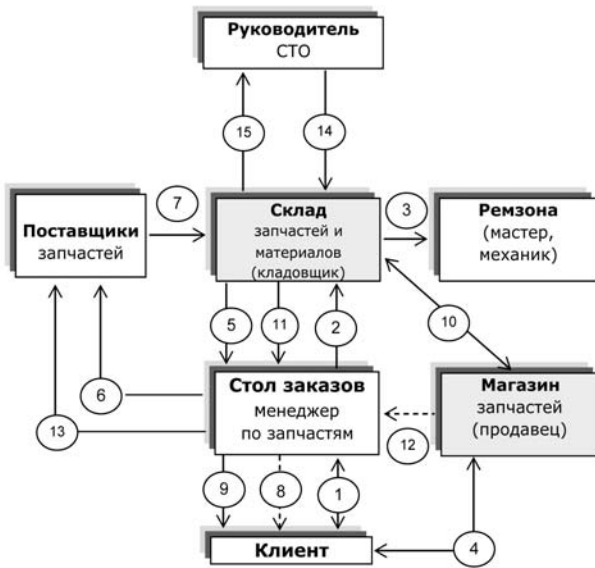 Руководитель
СТО
15
14
7
3
Поставщики
запчастей
Склад
запчастей и
материалов
(кладовщик)
Ремзона
(мастер,
механик)
5
11
2
10
6
13
Стол заказов
менеджер
по запчастям
Магазин
запчастей
(продавец)
12
9
8
1
4
Клиент